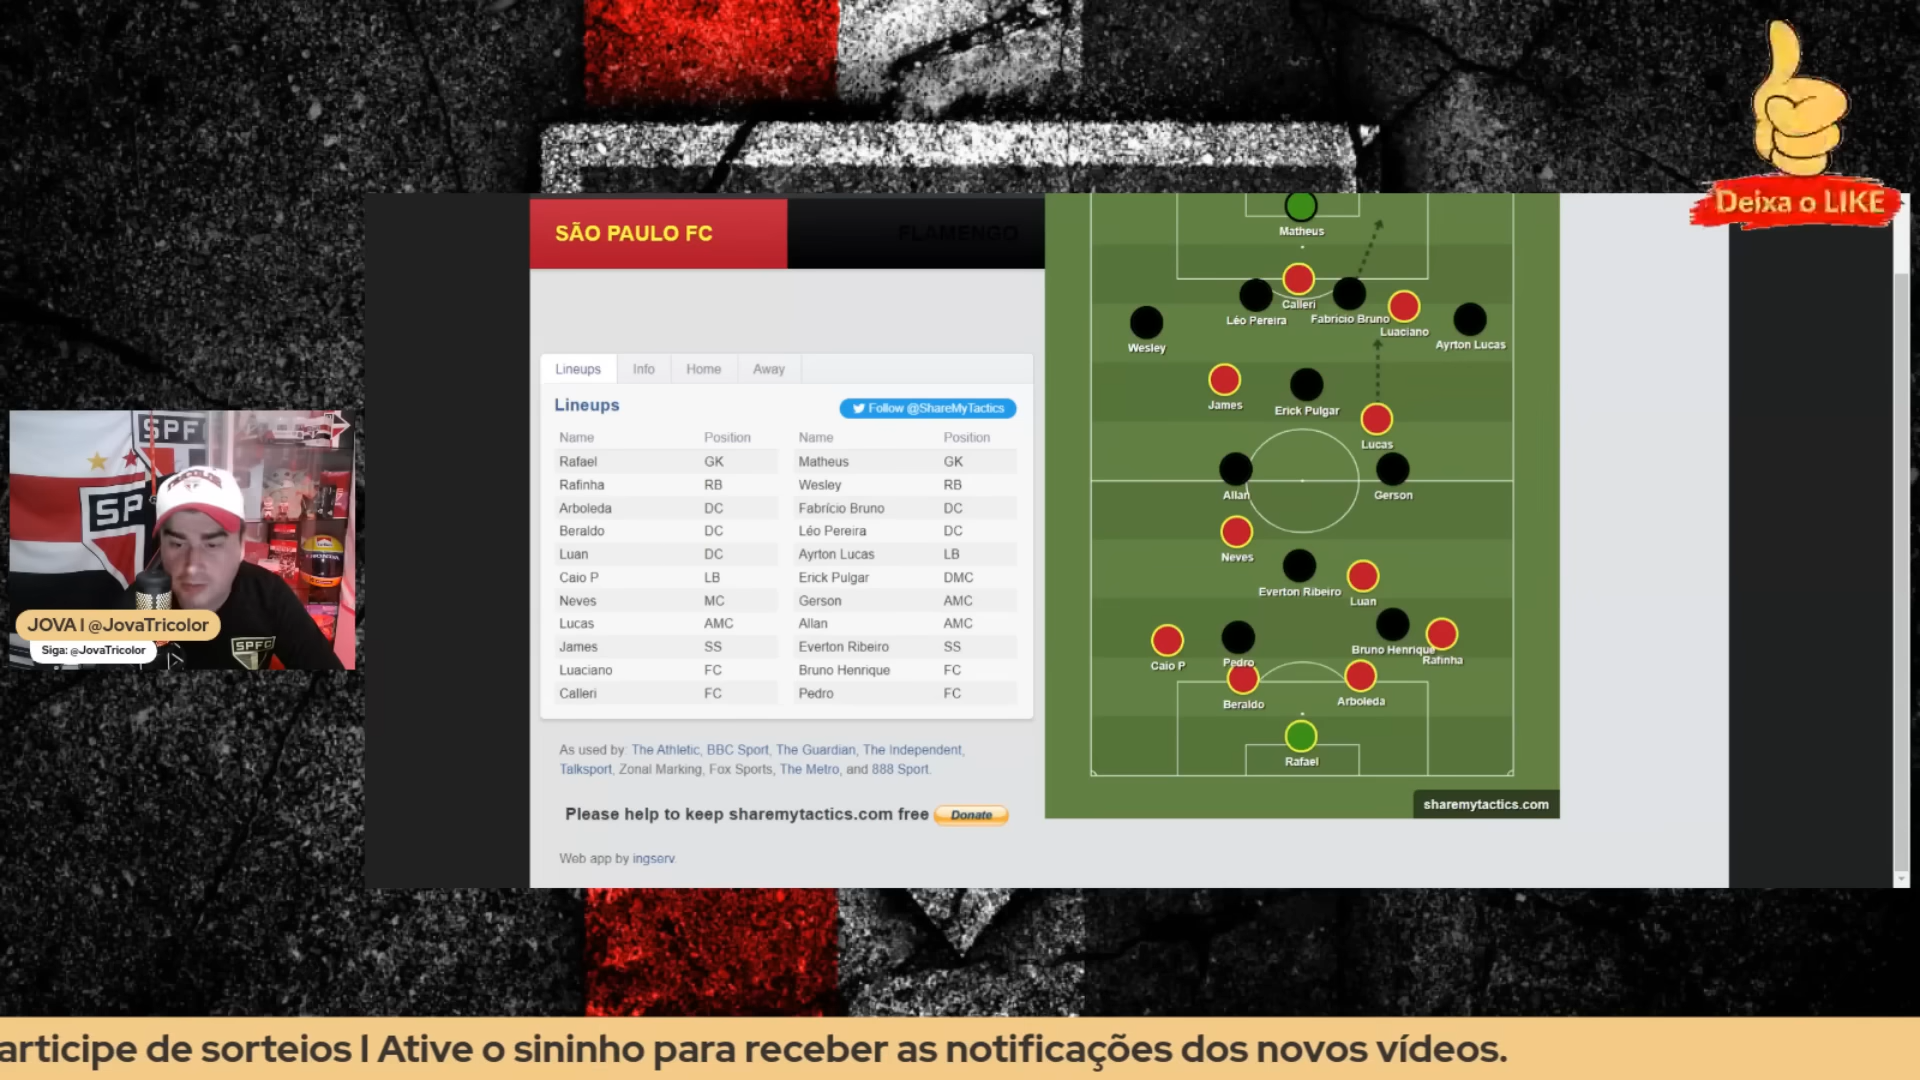 Deixa o LIKE
SÃO PAULO FC
FLAMENGO
Lineups Info Home Away
Lineups
Follow @ShareMyTactics
Name Position Name Position
Rafael GK Matheus GK
Rafinha RB Wesley RB
Arboleda DC Fabrício Bruno DC
Beraldo DC Léo Pereira DC
Luan DC Ayrton Lucas LB
Caio P LB Erick Pulgar DMC
Neves MC Gerson AMC
Lucas AMC Allan AMC
James SS Everton Ribeiro SS
Luaciano FC Bruno Henrique FC
Calleri FC Pedro FC
As used by: The Athletic, BBC Sport, The Guardian, The Independent,
Talksport, Zonal Marking, Fox Sports, The Metro, and 888 Sport.
Please help to keep sharemytactics.com free Donate
Web app by ingserv.
Matheus
Calleri
Léo Pereira
Fabrício Bruno
Luaciano
Ayrton Lucas
Wesley
James
Erick Pulgar
Lucas
Allan
Gerson
Neves
Everton Ribeiro
Luan
Bruno Henrique
Rafinha
Caio P
Pedro
Beraldo
Arboleda
Rafael
sharemytactics.com
SPF
SP
JOVA | @JovaTricolor
Siga: @JovaTricolor
SPFC
articipe de sorteios | Ative o sininho para receber as notificações dos novos vídeos.